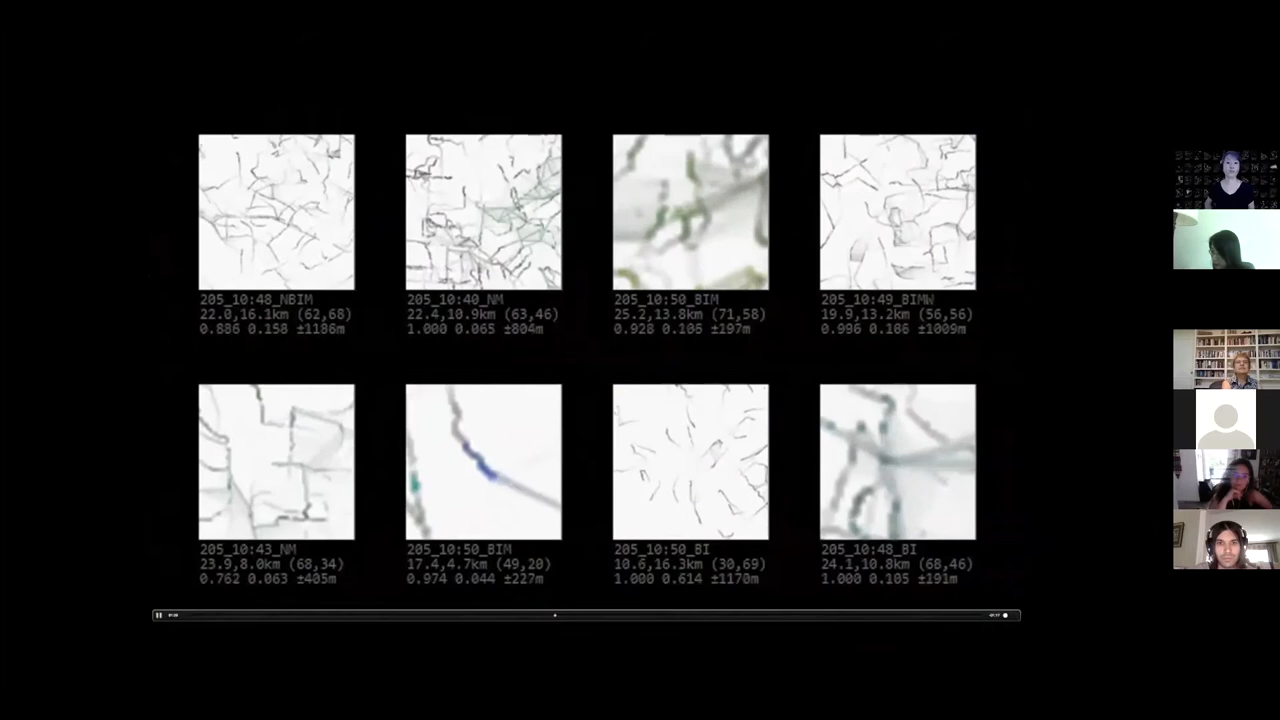 205_10:48_NBIM
22.0,16.1km (62,68)
0.886 0.158 ±1186m
205_10:40_NM
22.4,10.9km (63,46)
1.000 0.065 ±804m
205_10:50_BIM
25.2,13.8km (71,58)
0.928 0.106 ±197m
205_10:49_BIMW
19.9,13.2km (56,56)
0.996 0.186 ±1009m
205_10:43_NM
23.9,8.0km (68,34)
0.762 0.063 ±405m
205_10:50_BIM
17.4,4.7km (49,20)
0.974 0.044 ±227m
205_10:50_BI
10.6,16.3km (30,69)
1.000 0.614 ±1170m
205_10:48_BI
24.1,10.8km (68,46)
1.000 0.105 ±191m